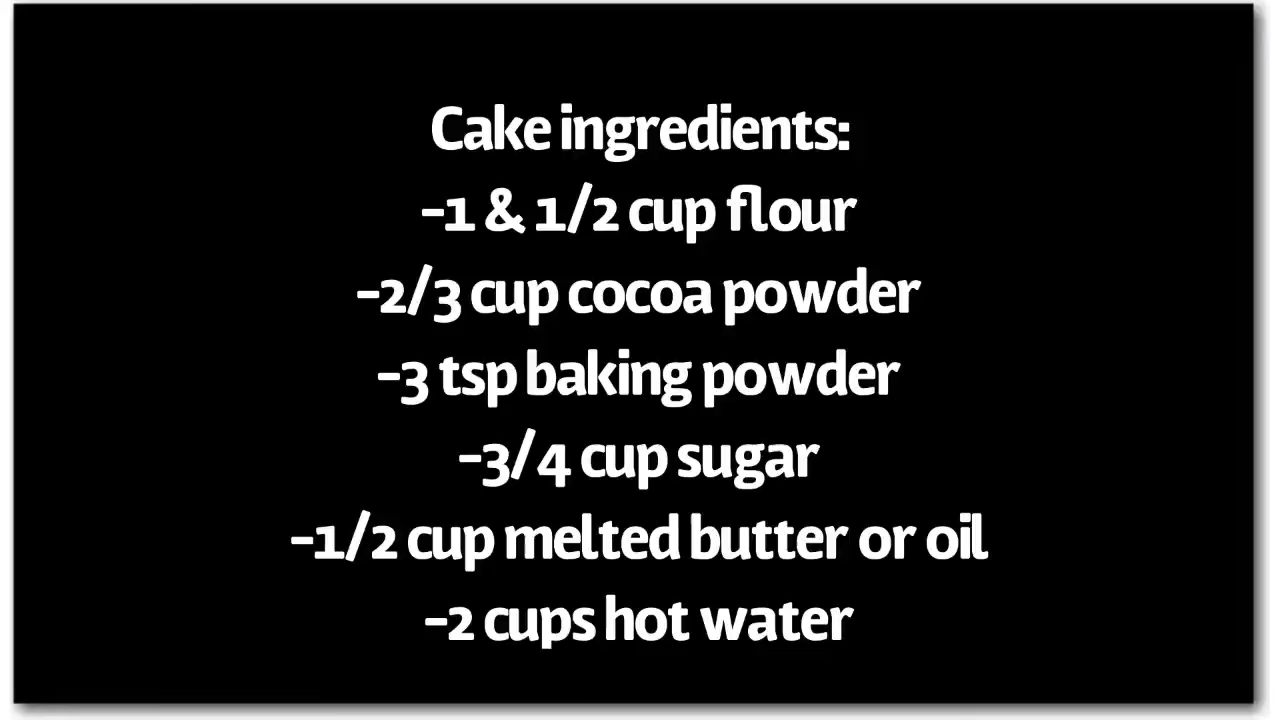 Cake ingredients:
-1 & 1/2 cup flour
-2/3 cup cocoa powder
-3 tsp baking powder
-3/4 cup sugar
-1/2 cup melted butter or oil
-2 cups hot water